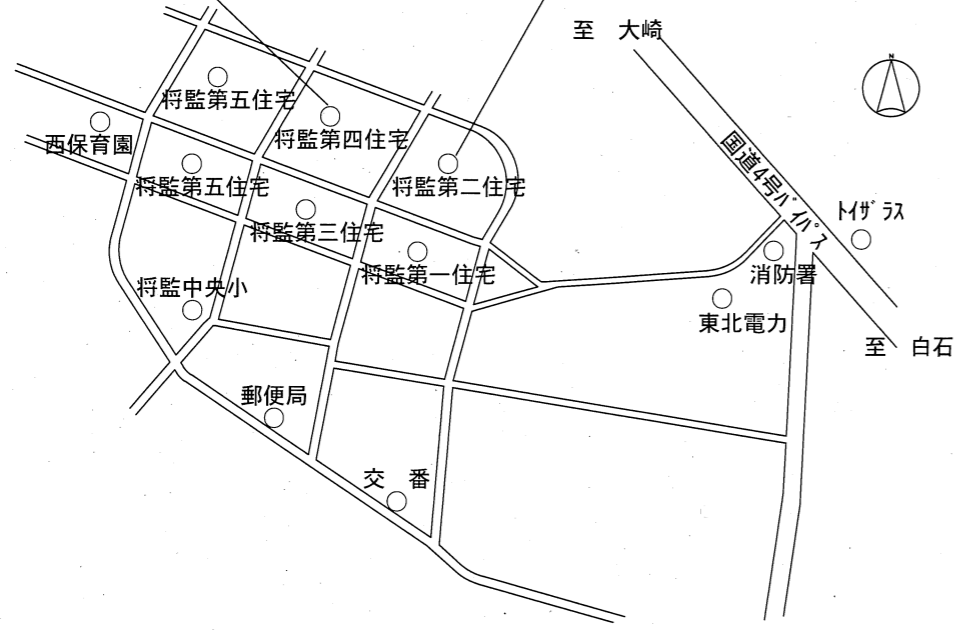 至　大崎
N
将監第五住宅
将監第四住宅
西保育園
国道4号ﾊﾞｲﾊﾟｽ
将監第五住宅
将監第二住宅
ﾄｲｻﾞﾗｽ
将監第三住宅
将監第一住宅
消防署
将監中央小
東北電力
至　白石
郵便局
交　番